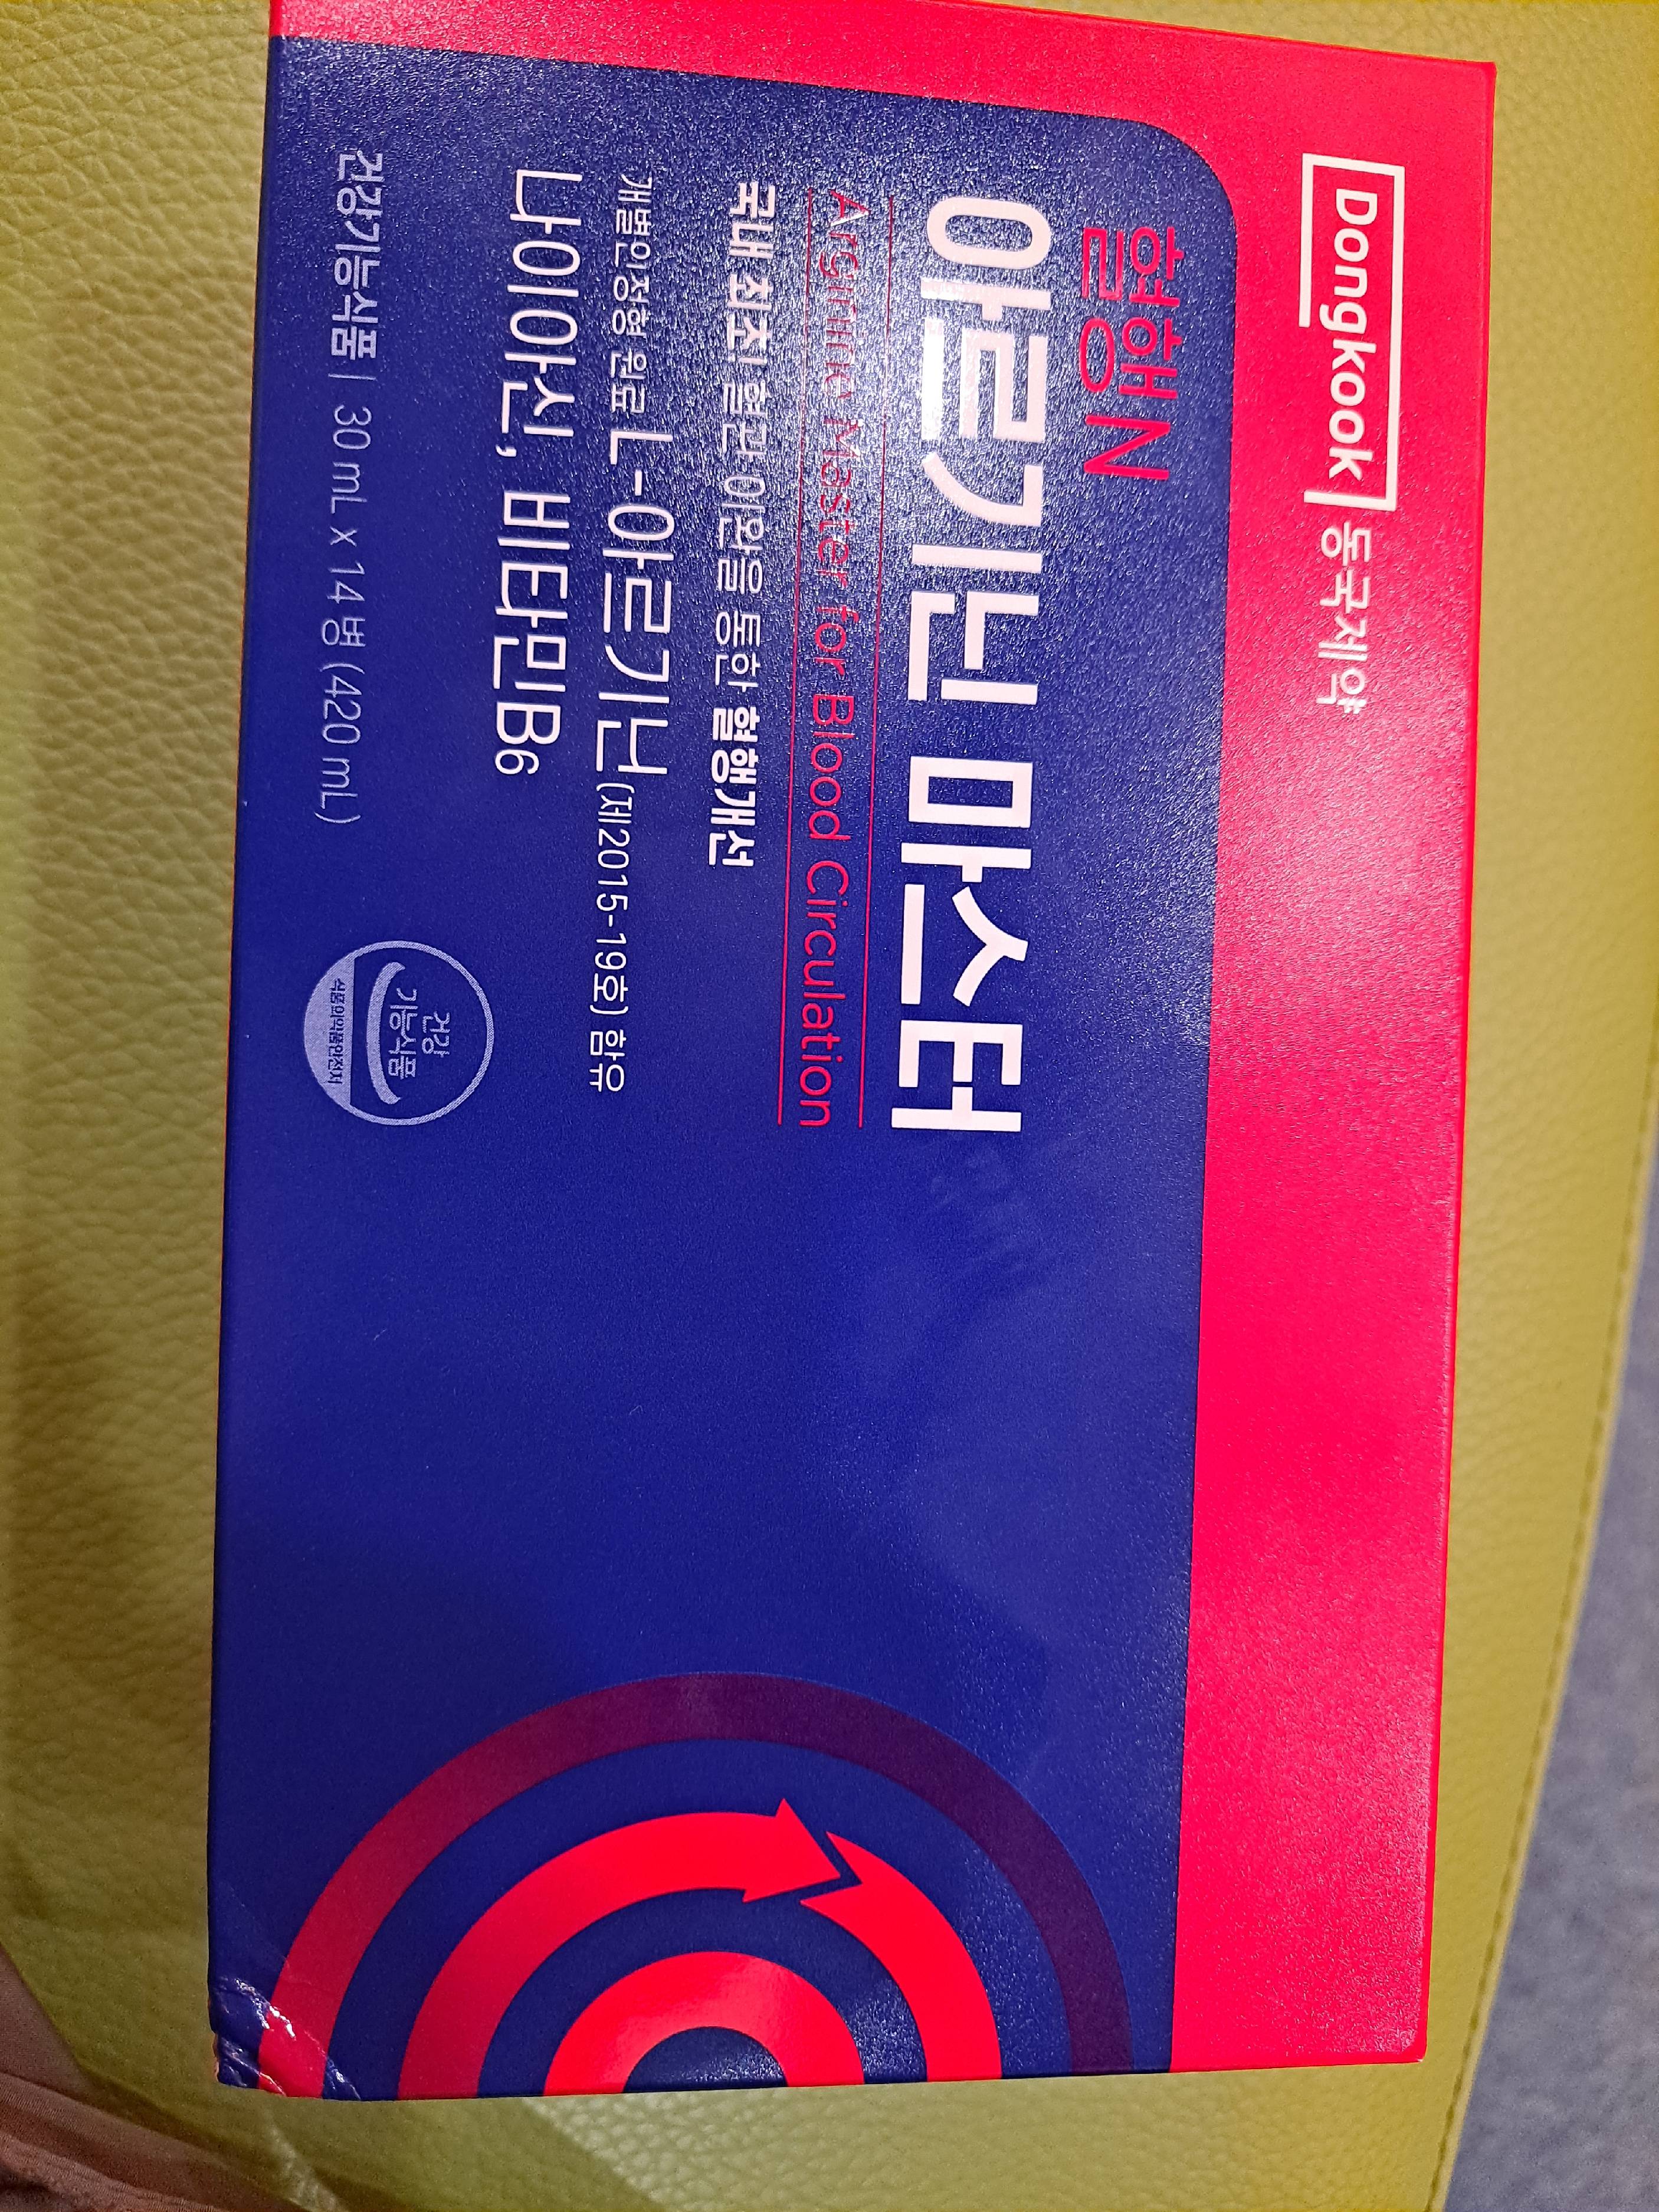 Dongkook 동국제약
혈행N
아르기닌 마스터
Arginine Master for Blood Circulation
국내 최초! 혈관 이완을 통한 혈행개선
개별인정형 원료 L-아르기닌(제2015-19호) 함유
나이아신, 비타민B6
건강기능식품 | 30 mL x 14 병 (420 mL)
건강
기능식품
식품의약품안전처